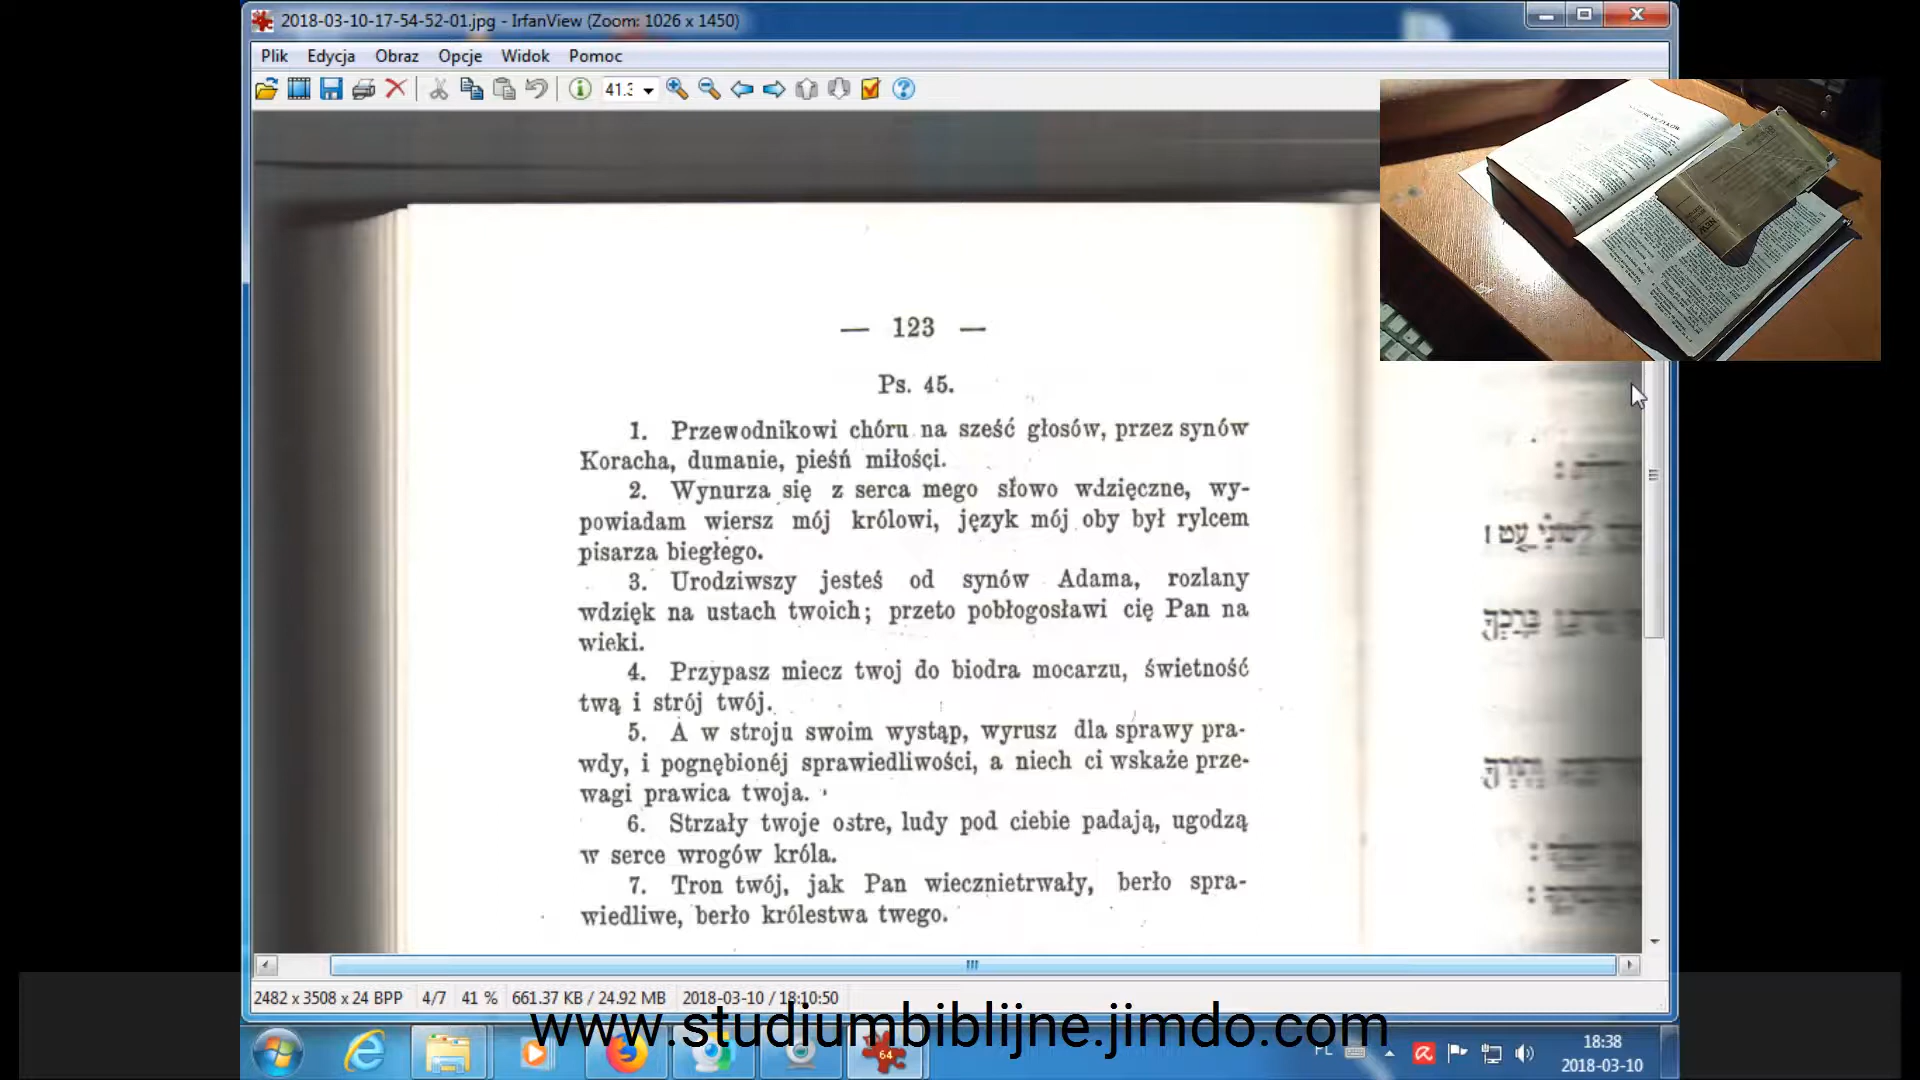 2018-03-10-17-54-52-01.jpg - IrfanView (Zoom: 1026 x 1450)
Plik Edycja Obraz Opcje Widok Pomoc
41.3
— 123 —
Ps. 45.
1. Przewodnikowi chóru na sześć głosów, przez synów
Koracha, dumanie, pieśń miłości.
2. Wynurza się z serca mego słowo wdzięczne, wy-
powiadam wiersz mój królowi, język mój oby był rylcem
pisarza biegłego.
3. Urodziwszy jesteś od synów Adama, rozlany
wdzięk na ustach twoich; przeto pobłogosławi cię Pan na
wieki.
4. Przypasz miecz twoj do biodra mocarzu, świetność
twą i strój twój.
5. A w stroju swoim wystąp, wyrusz dla sprawy pra-
wdy, i pognębionéj sprawiedliwości, a niech ci wskaże prze-
wagi prawica twoja.
6. Strzały twoje ostre, ludy pod ciebie padają, ugodzą
w serce wrogów króla.
7. Tron twój, jak Pan wiecznietrwały, berło spra-
wiedliwe, berło królestwa twego.
2482 x 3508 x 24 BPP 4/7 41 % 661.37 KB / 24.92 MB 2018-03-10 / 18:10:50
www.studiumbiblijne.jimdo.com
64
PL
18:38
2018-03-10